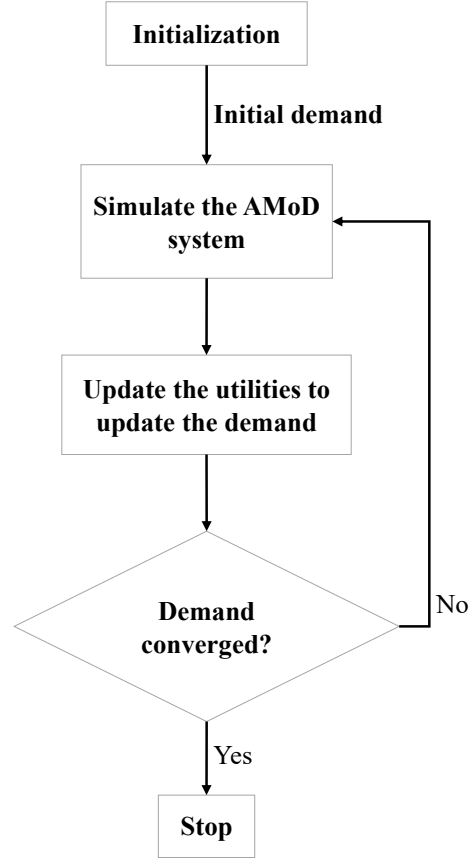 Initialization
Initial demand
Simulate the AMoD
system
Update the utilities to
update the demand
Demand
converged?
No
Yes
Stop